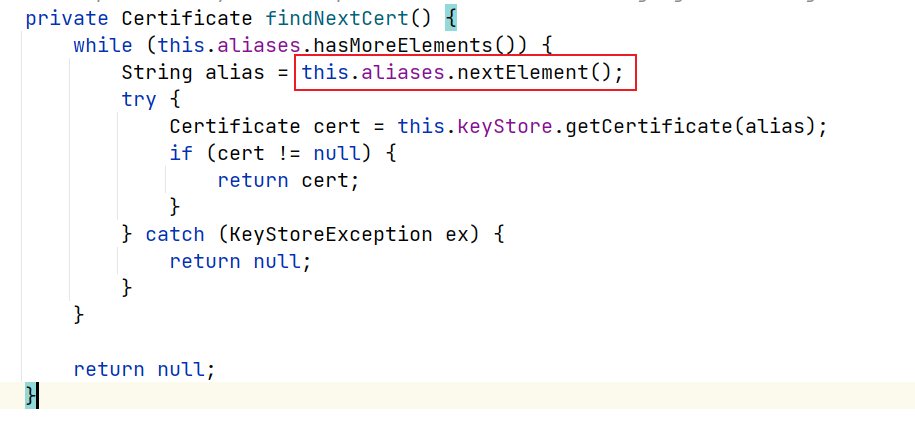 private Certificate findNextCert() {
    while (this.aliases.hasMoreElements()) {
        String alias = this.aliases.nextElement();
        try {
            Certificate cert = this.keyStore.getCertificate(alias);
            if (cert != null) {
                return cert;
            }
        } catch (KeyStoreException ex) {
            return null;
        }
    }

    return null;
}